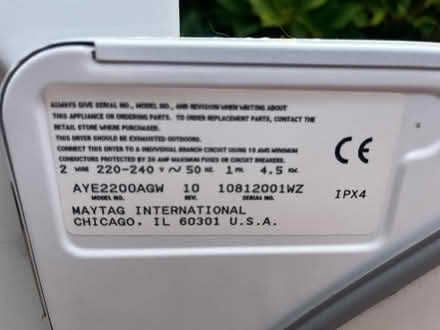 ALWAYS GIVE SERIAL NO., MODEL NO., AND REVISION WHEN WRITING ABOUT
THIS APPLIANCE OR ORDERING PARTS. TO ORDER REPLACEMENT PARTS, CONTACT THE
RETAIL STORE WHERE PURCHASED.
THIS DRYER SHOULD BE EXHAUSTED OUTDOORS.
CONNECT THIS DRYER TO A INDIVIDUAL BRANCH CIRCUIT USING 10 AWG MINIMUM
CONDUCTORS PROTECTED BY 30 AMP MAXIMUM FUSES OR CIRCUIT BREAKERS.
2 WIRE 220-240 V ~ 50 HZ. 1 PH. 4.5 KW.
AYE2200AGW 10 10812001WZ
MODEL NO. SERIAL NO.
MAYTAG INTERNATIONAL
CHICAGO, IL 60301 U.S.A.
CE
IPX4